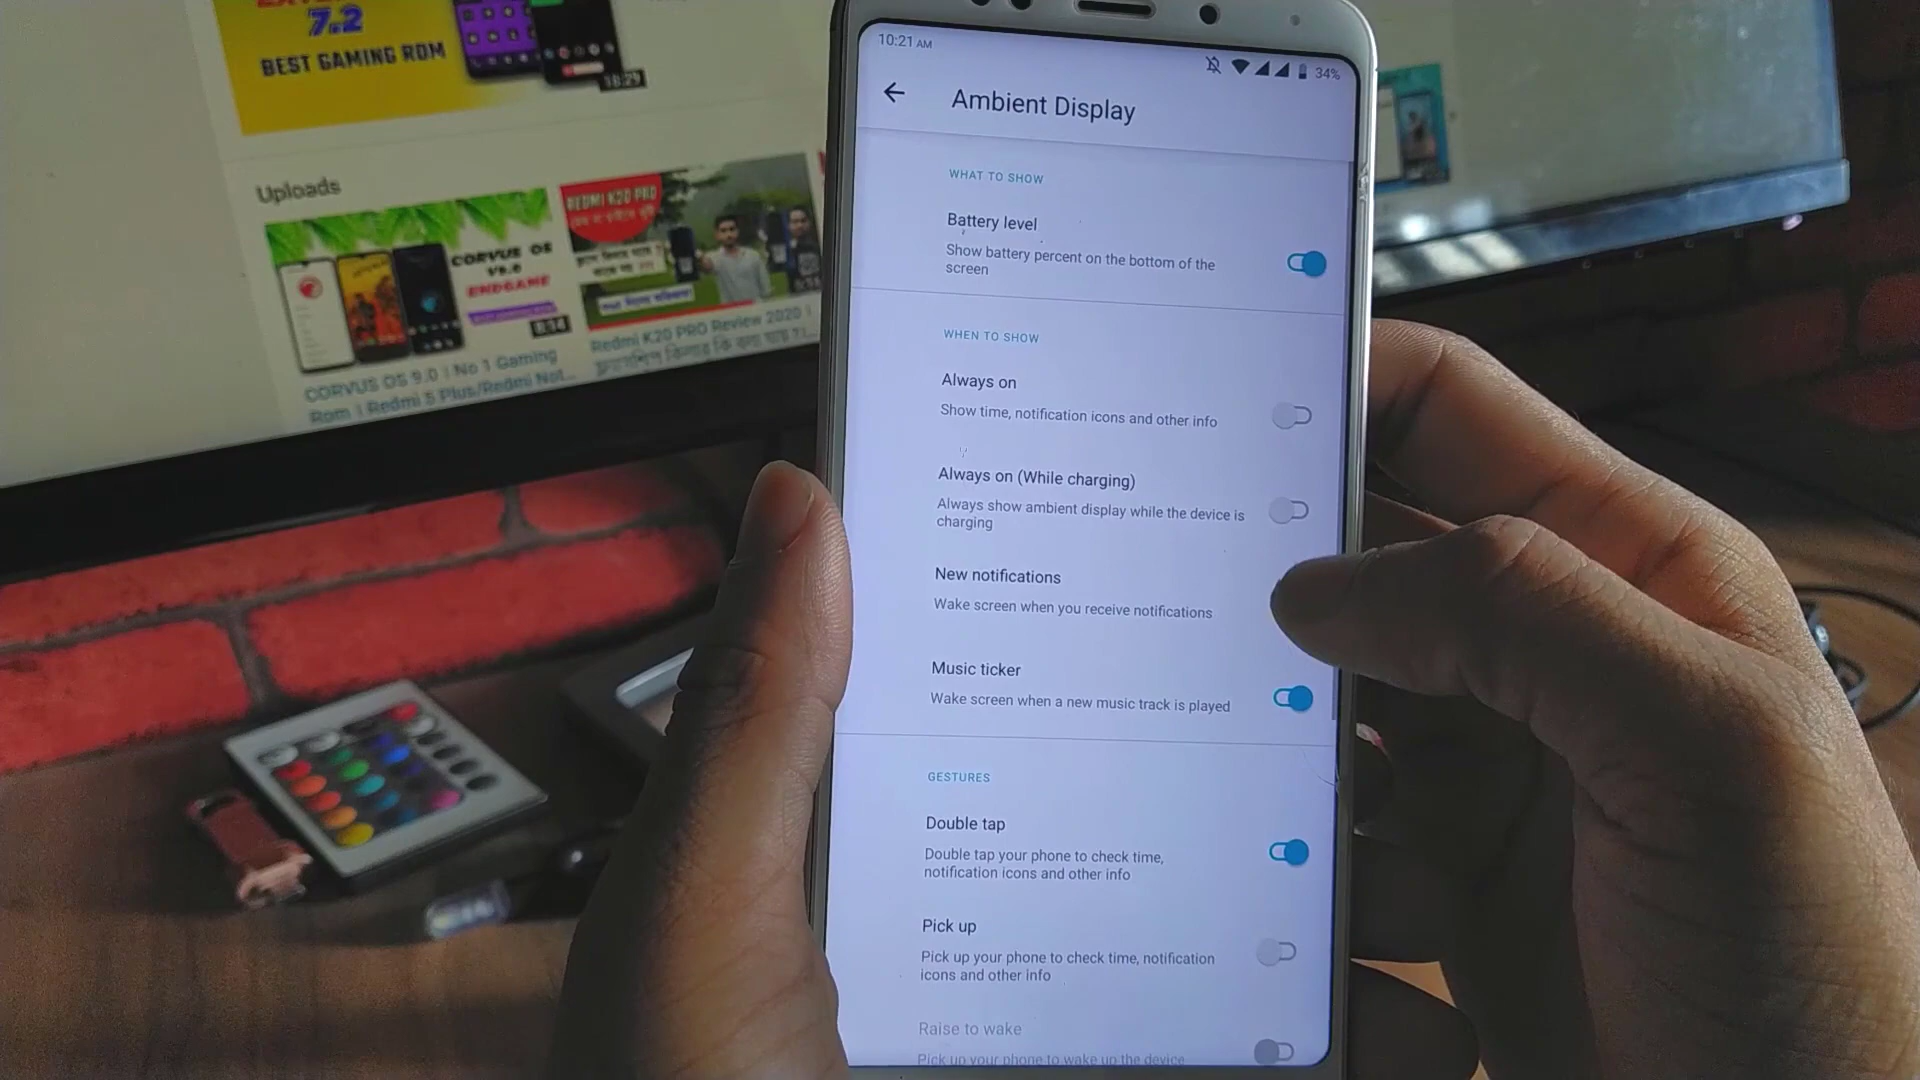 7.2
BEST GAMING ROM
18:29
Uploads
CORVUS OS
V9.0
ENDGAME
8:14
REDMI K20 PRO
CORVUS OS 9.0 | No 1 Gaming
Rom | Redmi 5 Plus/Redmi Not...
Redmi K20 PRO Review 2020 |
10:21 AM
34%
Ambient Display
WHAT TO SHOW
Battery level
Show battery percent on the bottom of the
screen
WHEN TO SHOW
Always on
Show time, notification icons and other info
Always on (While charging)
Always show ambient display while the device is
charging
New notifications
Wake screen when you receive notifications
Music ticker
Wake screen when a new music track is played
GESTURES
Double tap
Double tap your phone to check time,
notification icons and other info
Pick up
Pick up your phone to check time, notification
icons and other info
Raise to wake
Pick up your phone to wake up the device